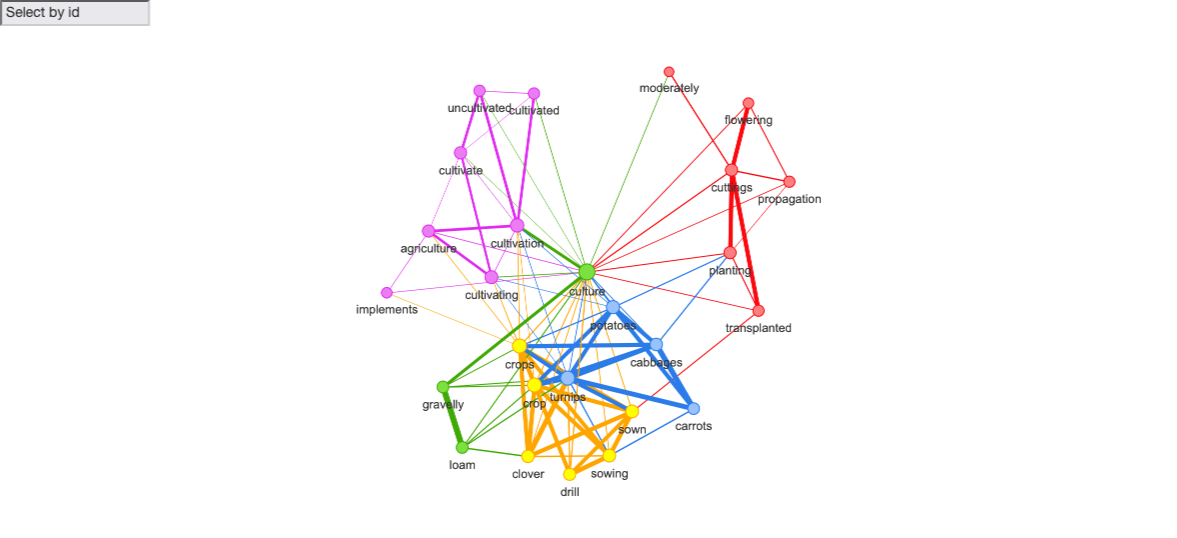 Select by id
moderately
uncultivated
cultivated
flowering
cultivate
cuttings
propagation
agriculture
cultivation
planting
culture
cultivating
implements
potatoes
transplanted
crops
cabbages
turnips
crop
gravelly
carrots
sown
loam
clover
sowing
drill